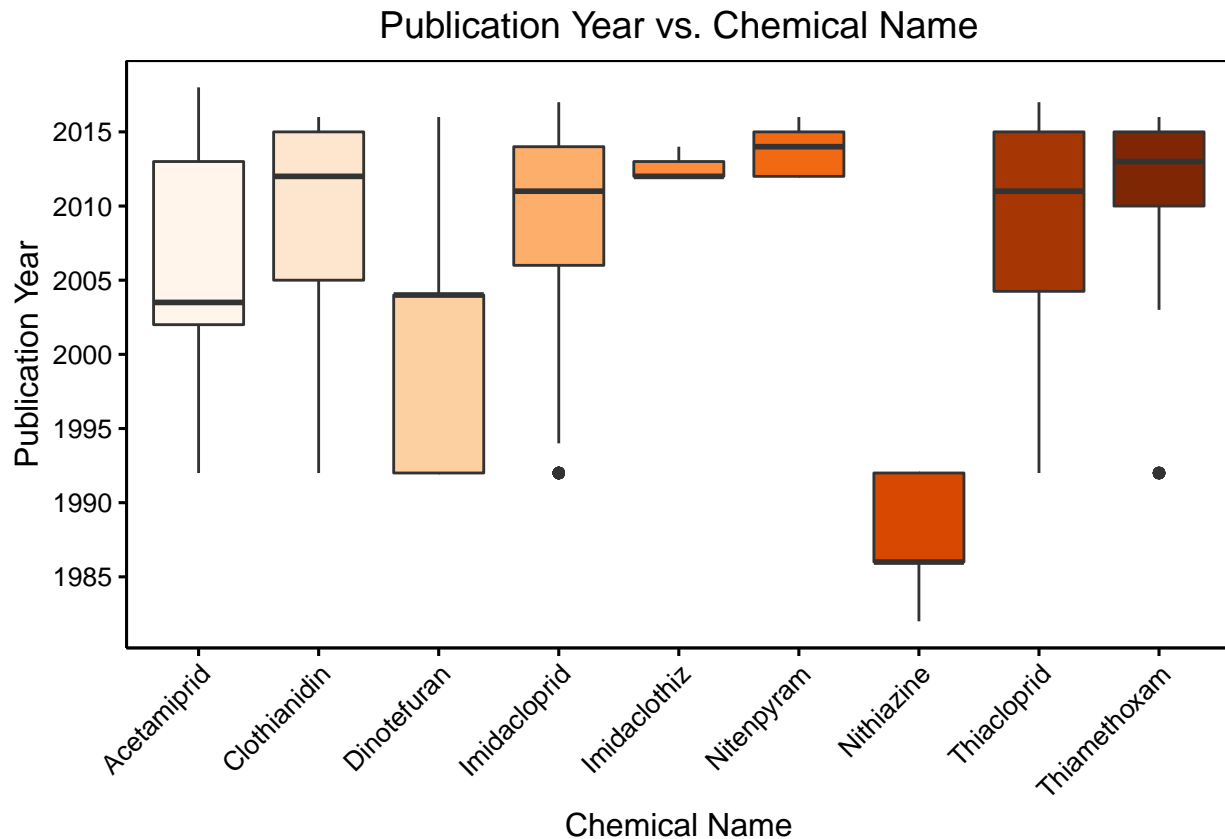 Publication Year vs. Chemical Name
Publication Year
2015
2010
2005
2000
1995
1990
1985
Acetamiprid
Clothianidin
Dinotefuran
Imidacloprid
Imidaclothiz
Nitenpyram
Nithiazine
Thiacloprid
Thiamethoxam
Chemical Name